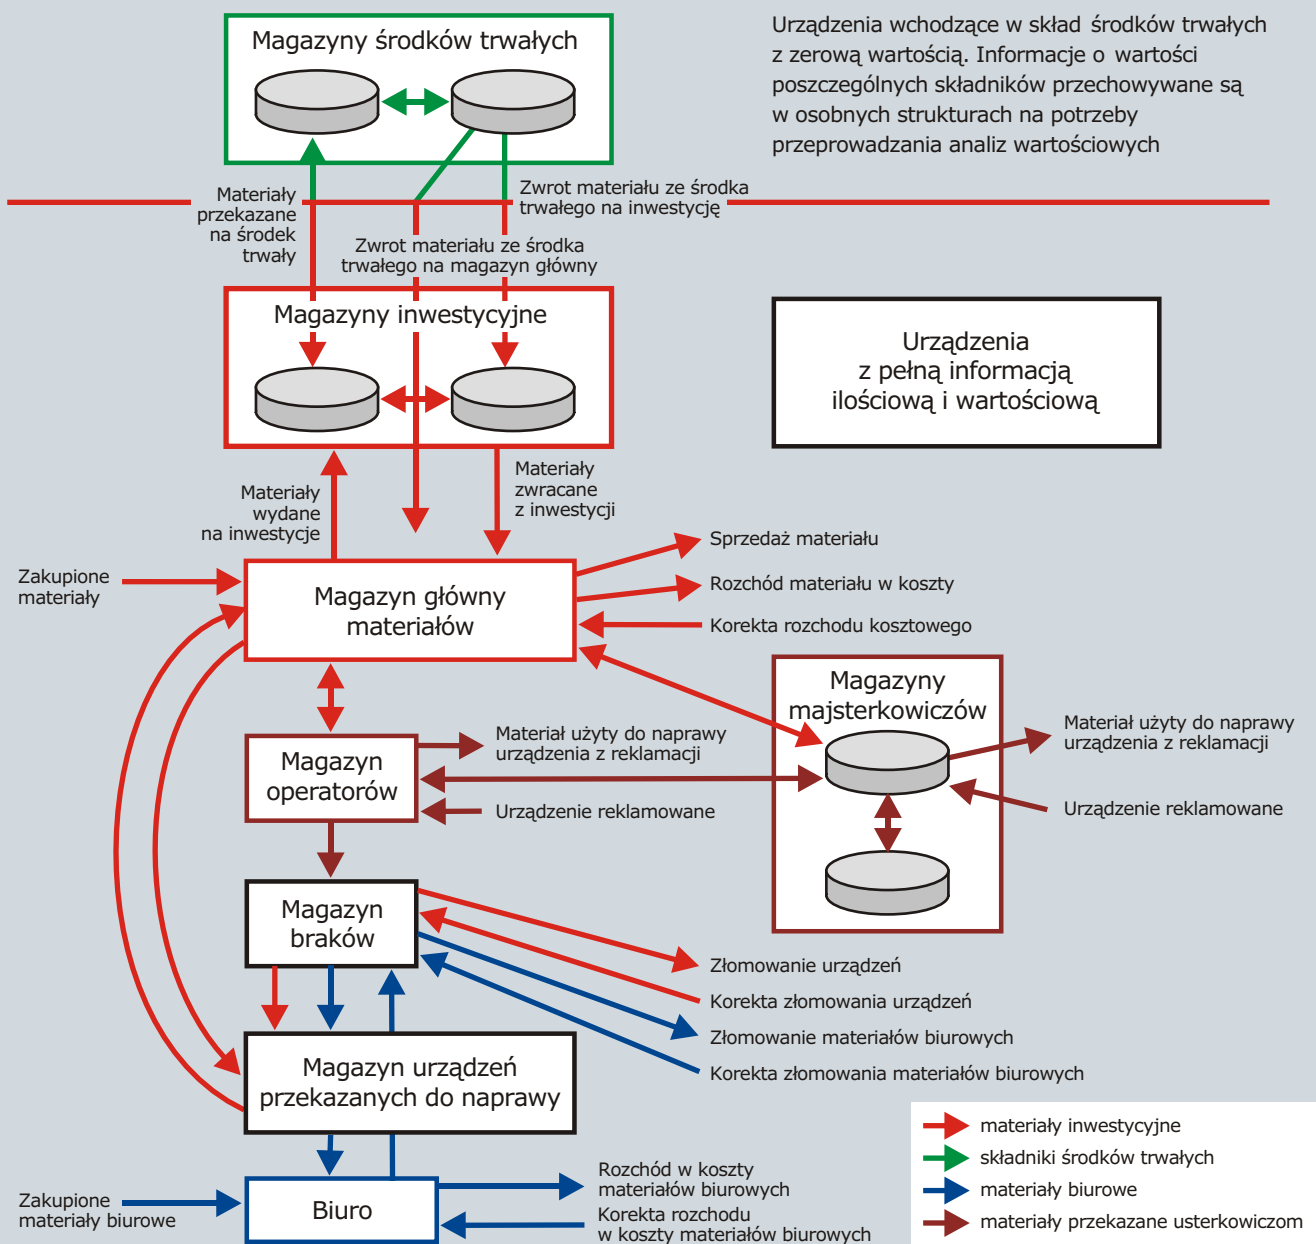 Magazyny środków trwałych
Urządzenia wchodzące w skład środków trwałych
z zerową wartością. Informacje o wartości
poszczególnych składników przechowywane są
w osobnych strukturach na potrzeby
przeprowadzania analiz wartościowych
Materiały
przekazane
na środek
trwały
Zwrot materiału ze środka
trwałego na inwestycję
Zwrot materiału ze środka
trwałego na magazyn główny
Magazyny inwestycyjne
Urządzenia
z pełną informacją
ilościową i wartościową
Materiały
wydane
na inwestycje
Materiały
zwracane
z inwestycji
Zakupione
materiały
Magazyn główny
materiałów
Sprzedaż materiału
Rozchód materiału w koszty
Korekta rozchodu kosztowego
Magazyny
majsterkowiczów
Magazyn
operatorów
Materiał użyty do naprawy
urządzenia z reklamacji
Urządzenie reklamowane
Materiał użyty do naprawy
urządzenia z reklamacji
Urządzenie reklamowane
Magazyn
braków
Złomowanie urządzeń
Korekta złomowania urządzeń
Złomowanie materiałów biurowych
Korekta złomowania materiałów biurowych
Magazyn urządzeń
przekazanych do naprawy
Zakupione
materiały biurowe
Biuro
Rozchód w koszty
materiałów biurowych
Korekta rozchodu
w koszty materiałów biurowych
materiały inwestycyjne
składniki środków trwałych
materiały biurowe
materiały przekazane usterkowiczom